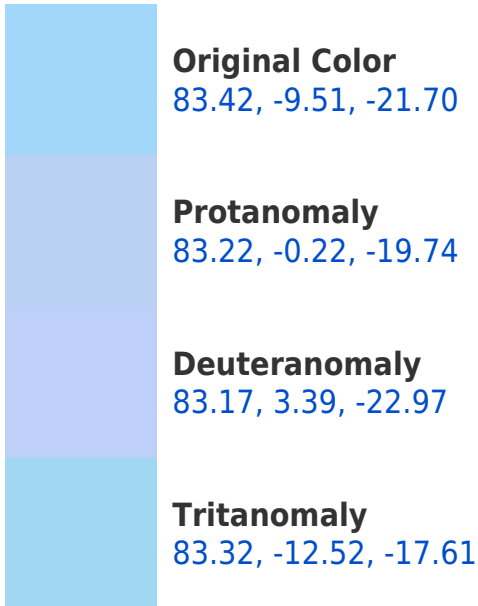 Original Color
83.42, -9.51, -21.70
Protanomaly
83.22, -0.22, -19.74
Deuteranomaly
83.17, 3.39, -22.97
Tritanomaly
83.32, -12.52, -17.61